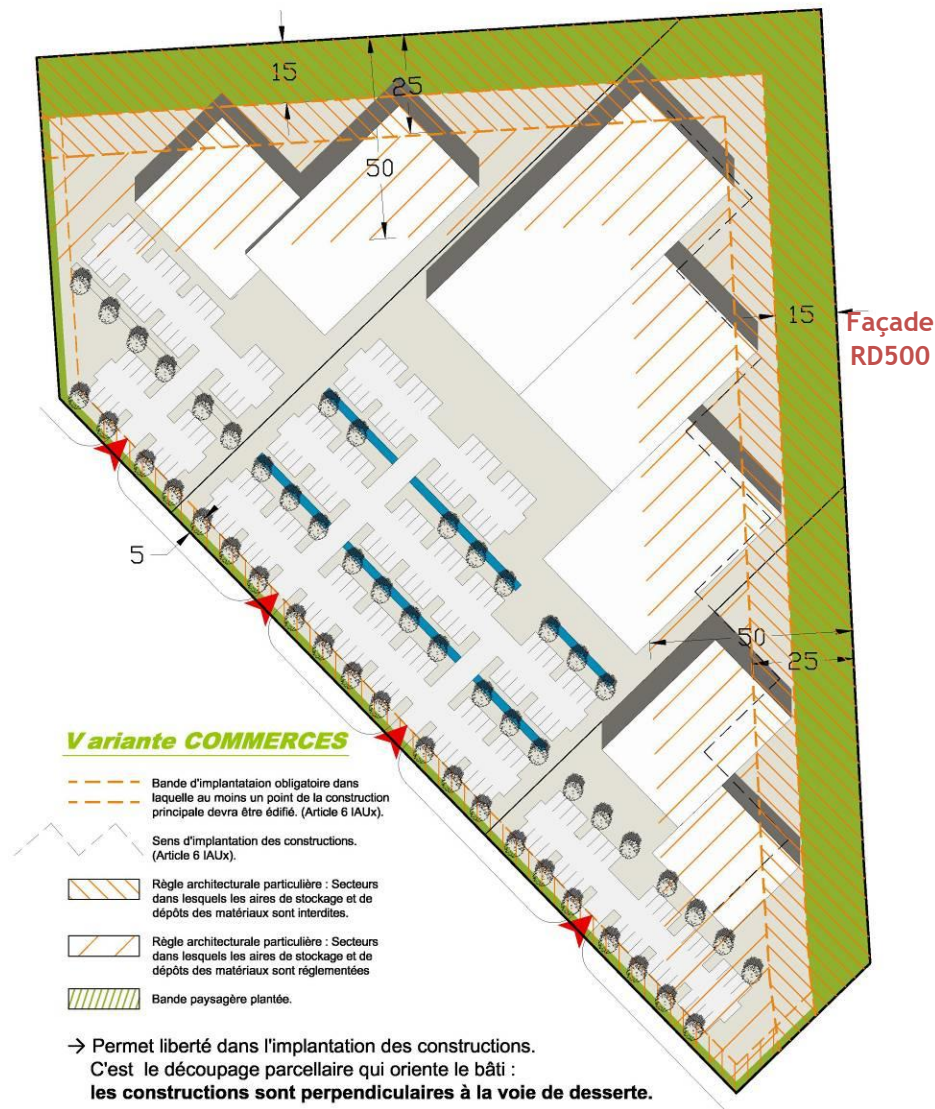 15
25
50
15
Façade
RD500
5
50
25
Variante COMMERCES
Bande d'implantataion obligatoire dans
laquelle au moins un point de la construction
principale devra être édifié. (Article 6 IAUx).
Sens d'implantation des constructions.
(Article 6 IAUx).
Règle architecturale particulière : Secteurs
dans lesquels les aires de stockage et de
dépôts des matériaux sont interdites.
Règle architecturale particulière : Secteurs
dans lesquels les aires de stockage et de
dépôts des matériaux sont réglementées
Bande paysagère plantée.
→ Permet liberté dans l'implantation des constructions.
C'est le découpage parcellaire qui oriente le bâti :
les constructions sont perpendiculaires à la voie de desserte.